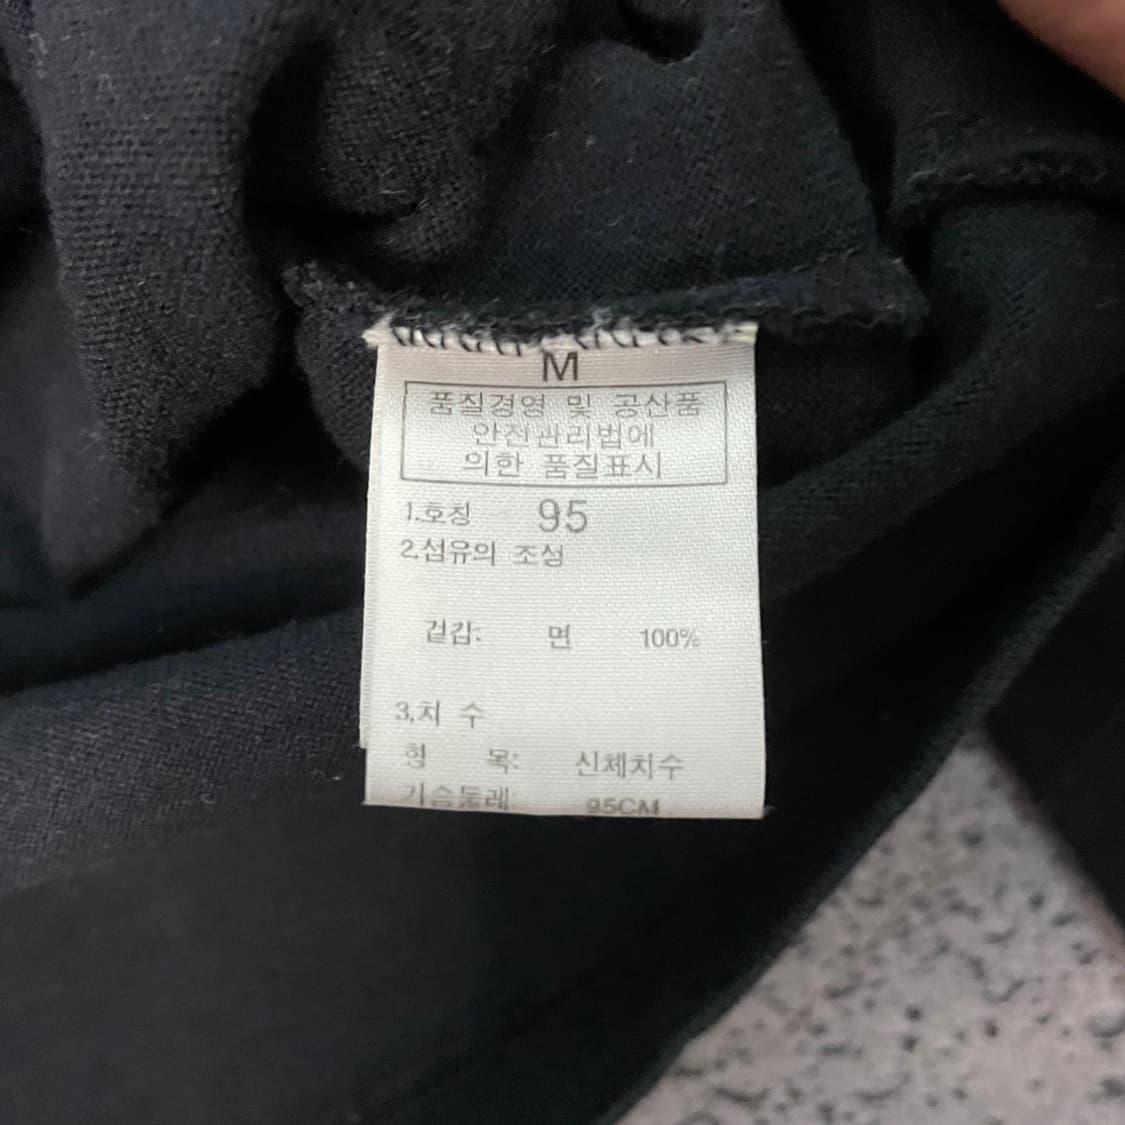 M
품질경영 및 공산품
안전관리법에
의한 품질표시
1.호칭 95
2.섬유의 조성
겉감: 면 100%
3.치 수
항 목: 신체치수
가슴둘레 95CM